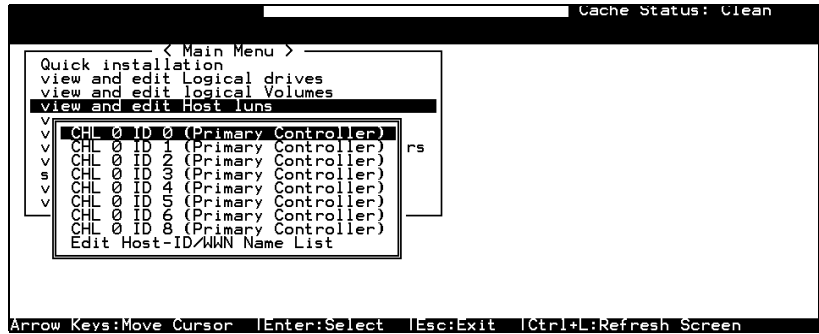 Cache Status: Clean
< Main Menu >
Quick installation
view and edit Logical drives
view and edit logical Volumes
view and edit Host luns
v
v CHL 0 ID 0 (Primary Controller)
v CHL 0 ID 1 (Primary Controller) rs
v CHL 0 ID 2 (Primary Controller)
s CHL 0 ID 3 (Primary Controller)
v CHL 0 ID 4 (Primary Controller)
v CHL 0 ID 5 (Primary Controller)
CHL 0 ID 6 (Primary Controller)
CHL 0 ID 8 (Primary Controller)
Edit Host-ID/WWN Name List
Arrow Keys:Move Cursor |Enter:Select |Esc:Exit |Ctrl+L:Refresh Screen